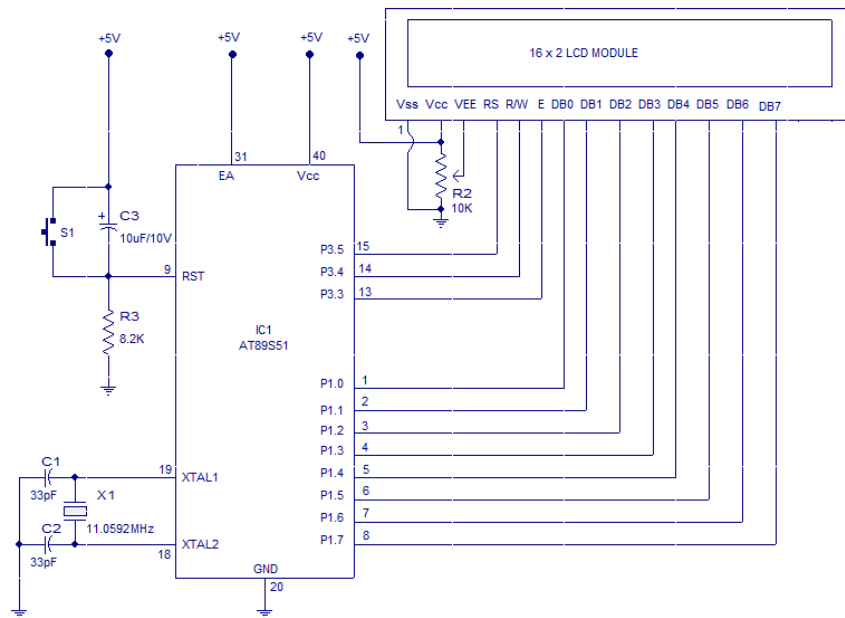 +5V
+5V
+5V
+5V
16 x 2 LCD MODULE
Vss Vcc VEE RS R/W E DB0 DB1 DB2 DB3 DB4 DB5 DB6 DB7
1
31
40
EA
Vcc
R2
10K
+
C3
10uF/10V
S1
9
RST
R3
8.2K
IC1
AT89S51
P3.5
15
P3.4
14
P3.3
13
P1.0
1
P1.1
2
P1.2
3
P1.3
4
P1.4
5
P1.5
6
P1.6
7
P1.7
8
C1
33pF
19
XTAL1
X1
11.0592MHz
C2
33pF
18
XTAL2
GND
20